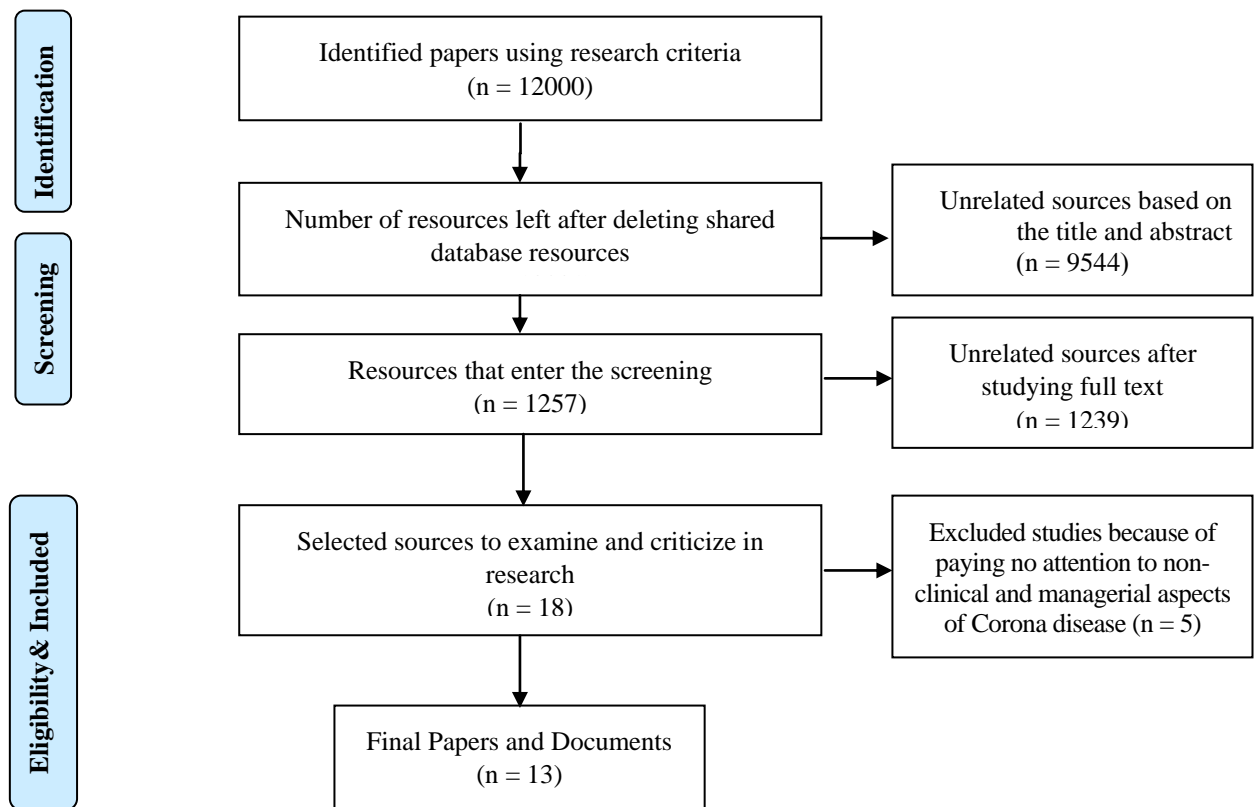 Identification
Identified papers using research criteria
(n = 12000)
Number of resources left after deleting shared
database resources
Unrelated sources based on
the title and abstract
(n = 9544)
Screening
Resources that enter the screening
(n = 1257)
Unrelated sources after
studying full text
(n = 1239)
Eligibility& Included
Selected sources to examine and criticize in
research
(n = 18)
Excluded studies because of
paying no attention to non-
clinical and managerial aspects
of Corona disease (n = 5)
Final Papers and Documents
(n = 13)